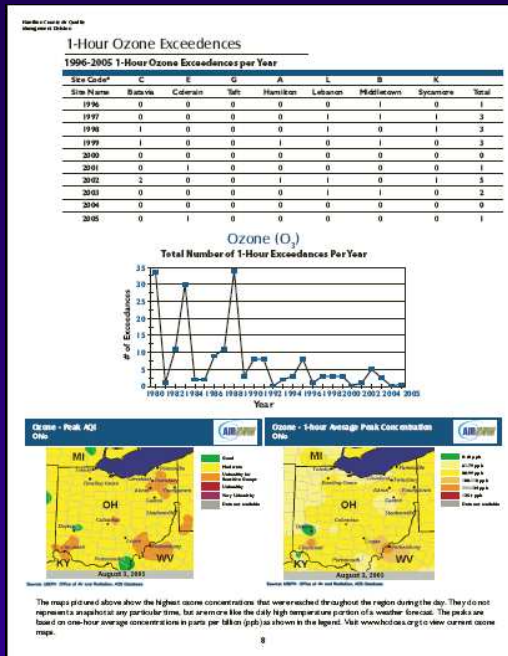 Hamilton County Air Quality
Management Division
1-Hour Ozone Exceedences
1996-2005 1-Hour Ozone Exceedences per Year
Site Code* C E G A L B K
Site Name Batavia Colerain Taft Hamilton Lebanon Middletown Sycamore Total
1996 0 0 0 0 0 1 0 1
1997 0 0 0 0 1 1 1 3
1998 1 0 0 0 1 0 1 3
1999 1 0 0 1 0 1 0 3
2000 0 0 0 0 0 0 0 0
2001 0 1 0 0 0 0 0 1
2002 2 0 0 1 1 0 1 5
2003 0 0 0 0 1 1 0 2
2004 0 0 0 0 0 0 0 0
2005 0 1 0 0 0 0 0 1
Ozone (O3)
Total Number of 1-Hour Exceedances Per Year
# of Exceedances
35
30
25
20
15
10
5
0
1980 1982 1984 1986 1988 1990 1992 1994 1996 1998 2000 2002 2004 2005
Year
Ozone - Peak AQI
Ohio
AIRNOW
Ozone - 1-hour Average Peak Concentration
Ohio
AIRNOW
MI
OH
KY
WV
August 2, 2005
Good
Moderate
Unhealthy for
Sensitive Groups
Unhealthy
Very Unhealthy
Data not available
MI
OH
KY
WV
August 2, 2005
Data not available
The maps pictured above show the highest ozone concentrations that were reached throughout the region during the day. They do not
represent a snapshot at any particular time, but are more like the daily high temperature portion of a weather forecast. The peaks are
based on one-hour average concentrations in parts per billion (ppb) as shown in the legend. Visit www.hcdoes.org to view current ozone
maps.
8